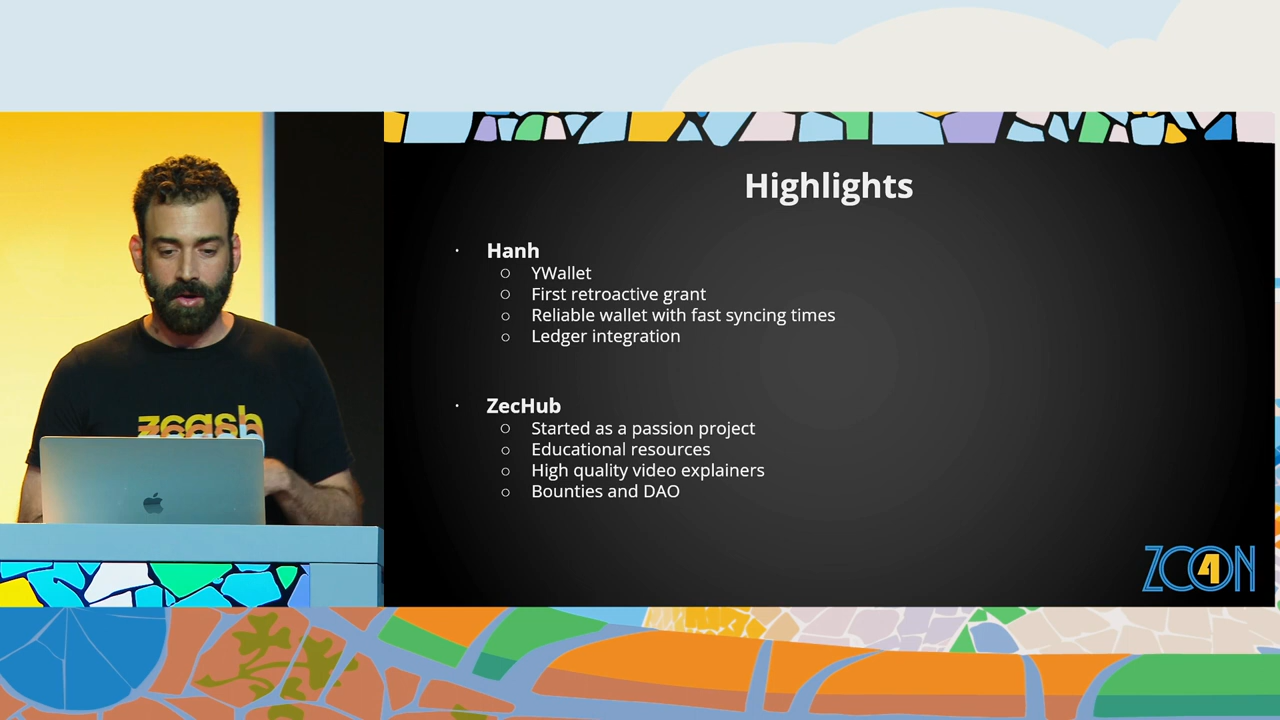 Highlights
· Hanh
○ YWallet
○ First retroactive grant
○ Reliable wallet with fast syncing times
○ Ledger integration
· ZecHub
○ Started as a passion project
○ Educational resources
○ High quality video explainers
○ Bounties and DAO
zcash
ZCON4